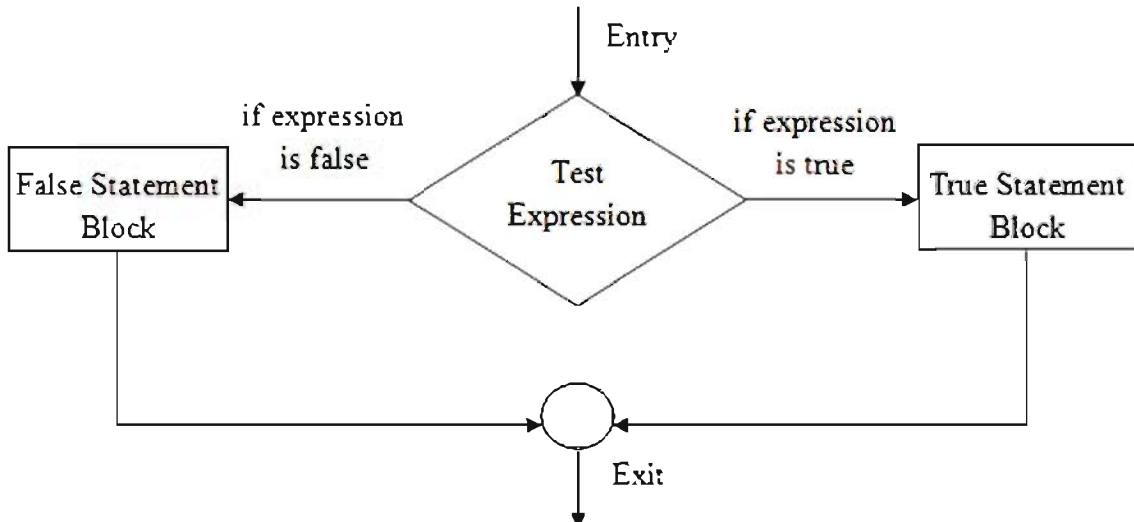 Entry
if expression
is false
if expression
is true
False Statement
Block
Test
Expression
True Statement
Block
Exit